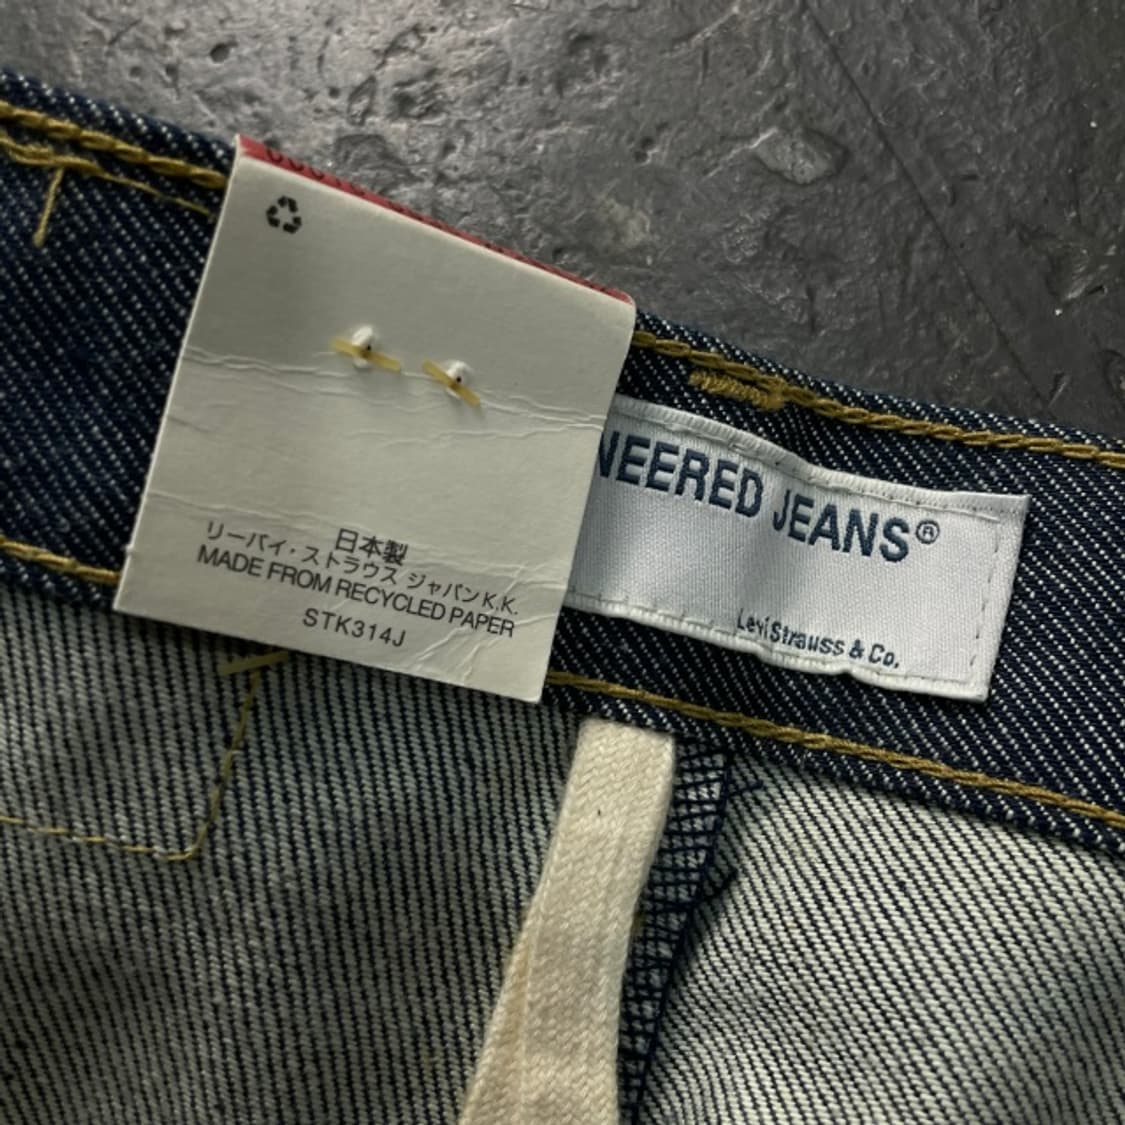 日本製
リーバイ・ストラウス ジャパン K.K.
MADE FROM RECYCLED PAPER
STK314J
NEERED JEANS®
Levi Strauss & Co.